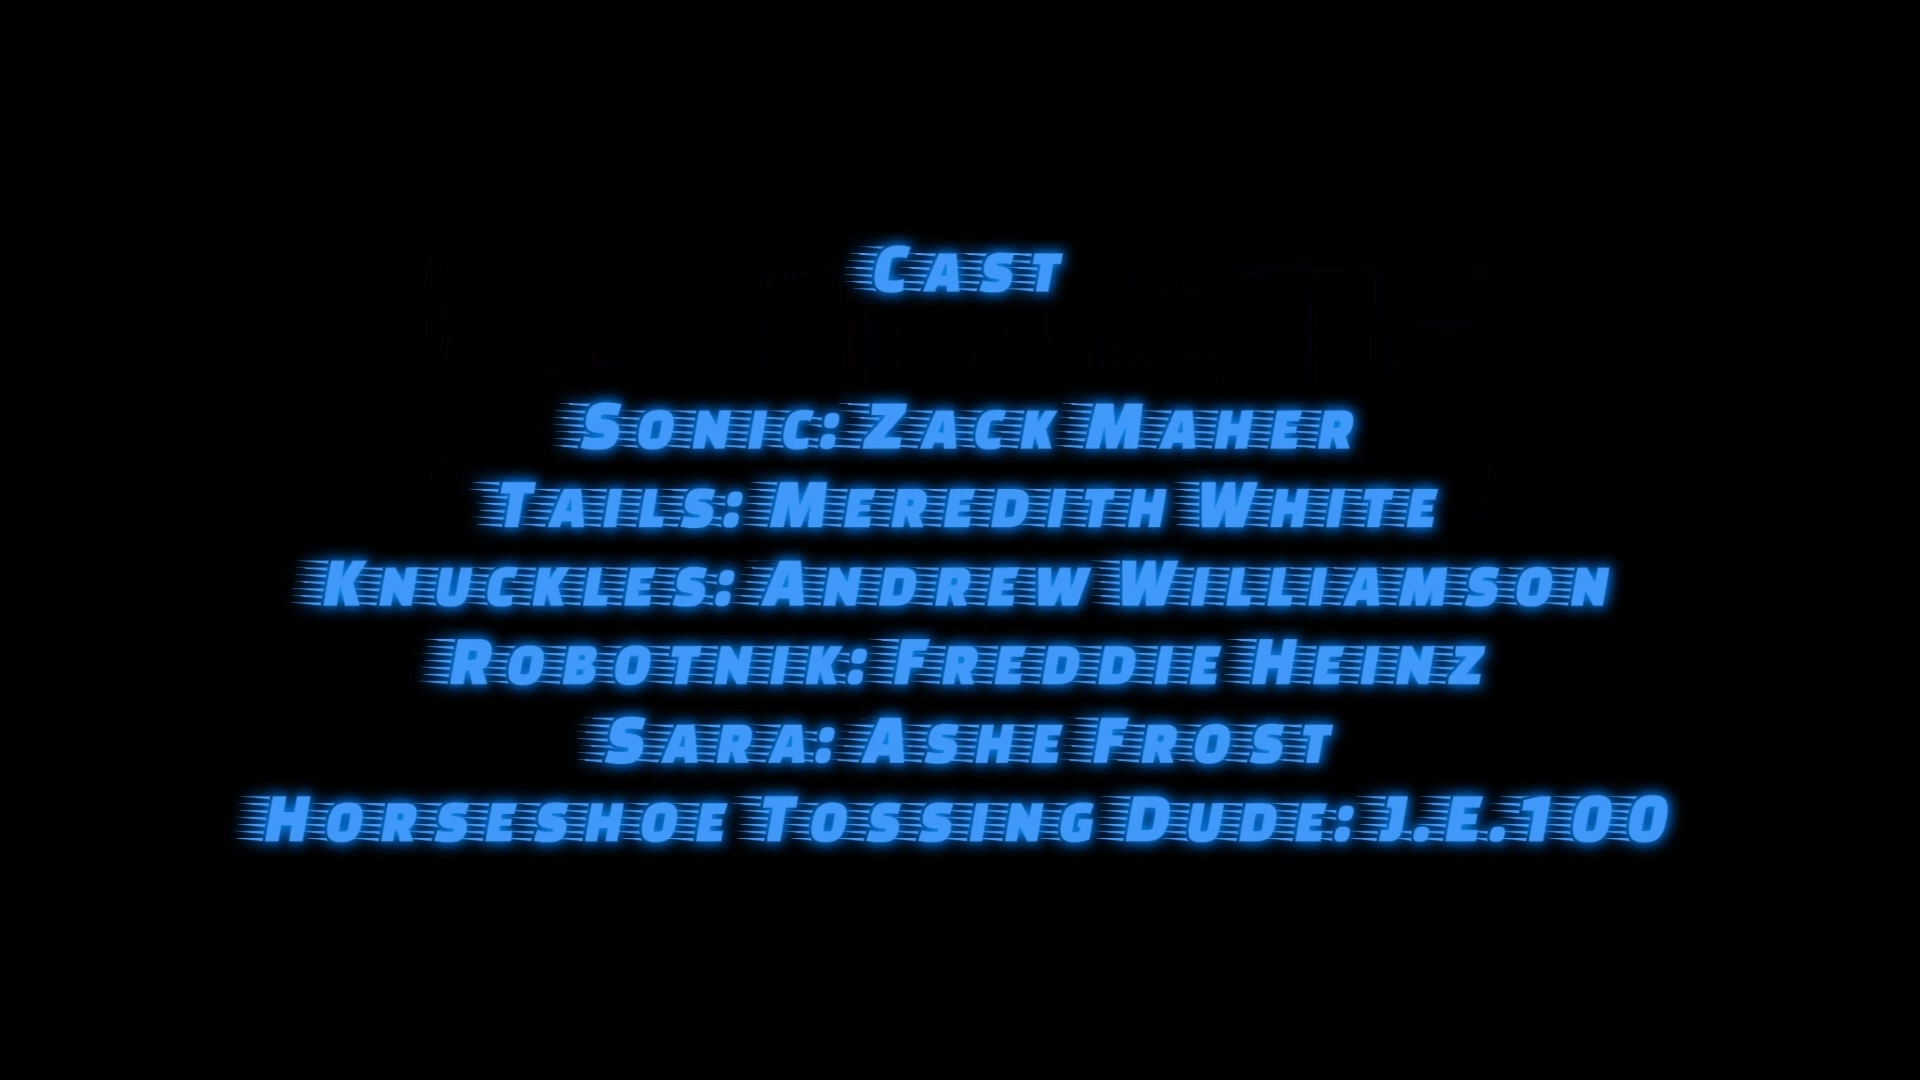 Cast
Sonic: Zack Maher
Tails: Meredith White
Knuckles: Andrew Williamson
Robotnik: Freddie Heinz
Sara: Ashe Frost
Horseshoe Tossing Dude: J.E.100